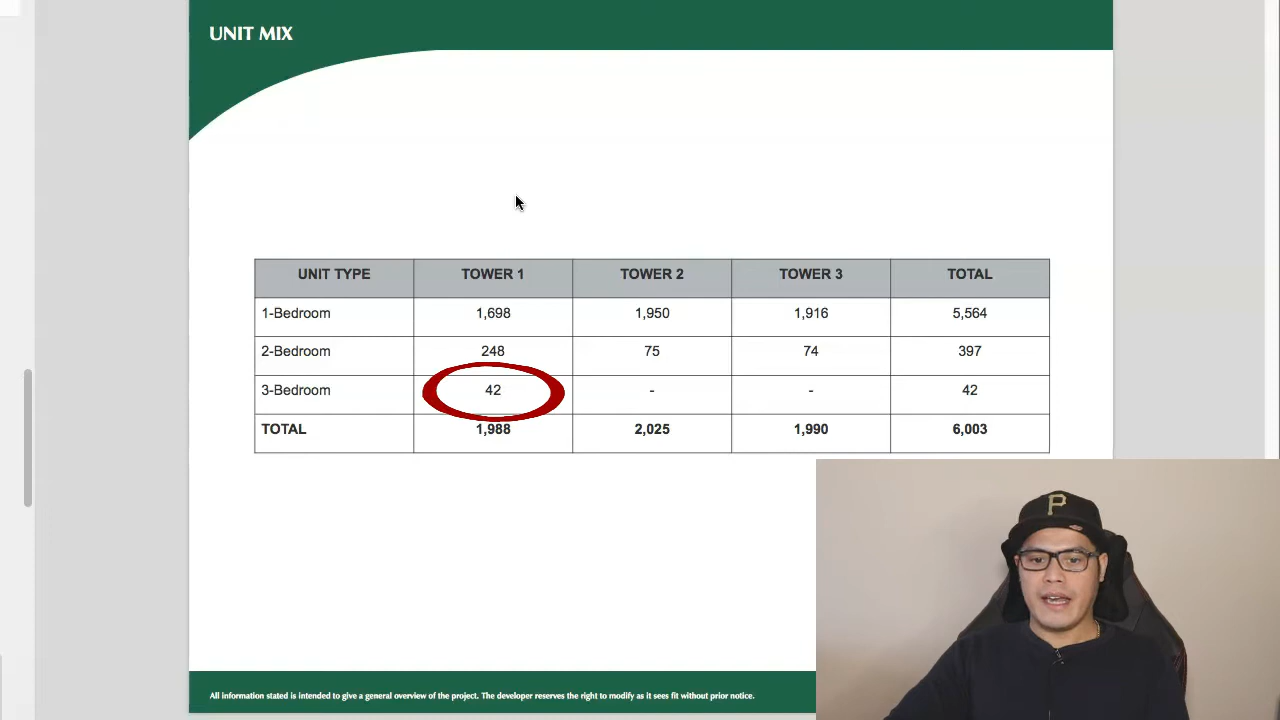 UNIT MIX
UNIT TYPE TOWER 1 TOWER 2 TOWER 3 TOTAL
1-Bedroom 1,698 1,950 1,916 5,564
2-Bedroom 248 75 74 397
3-Bedroom 42 - - 42
TOTAL 1,988 2,025 1,990 6,003
P
All information stated is intended to give a general overview of the project. The developer reserves the right to modify as it sees fit without prior notice.